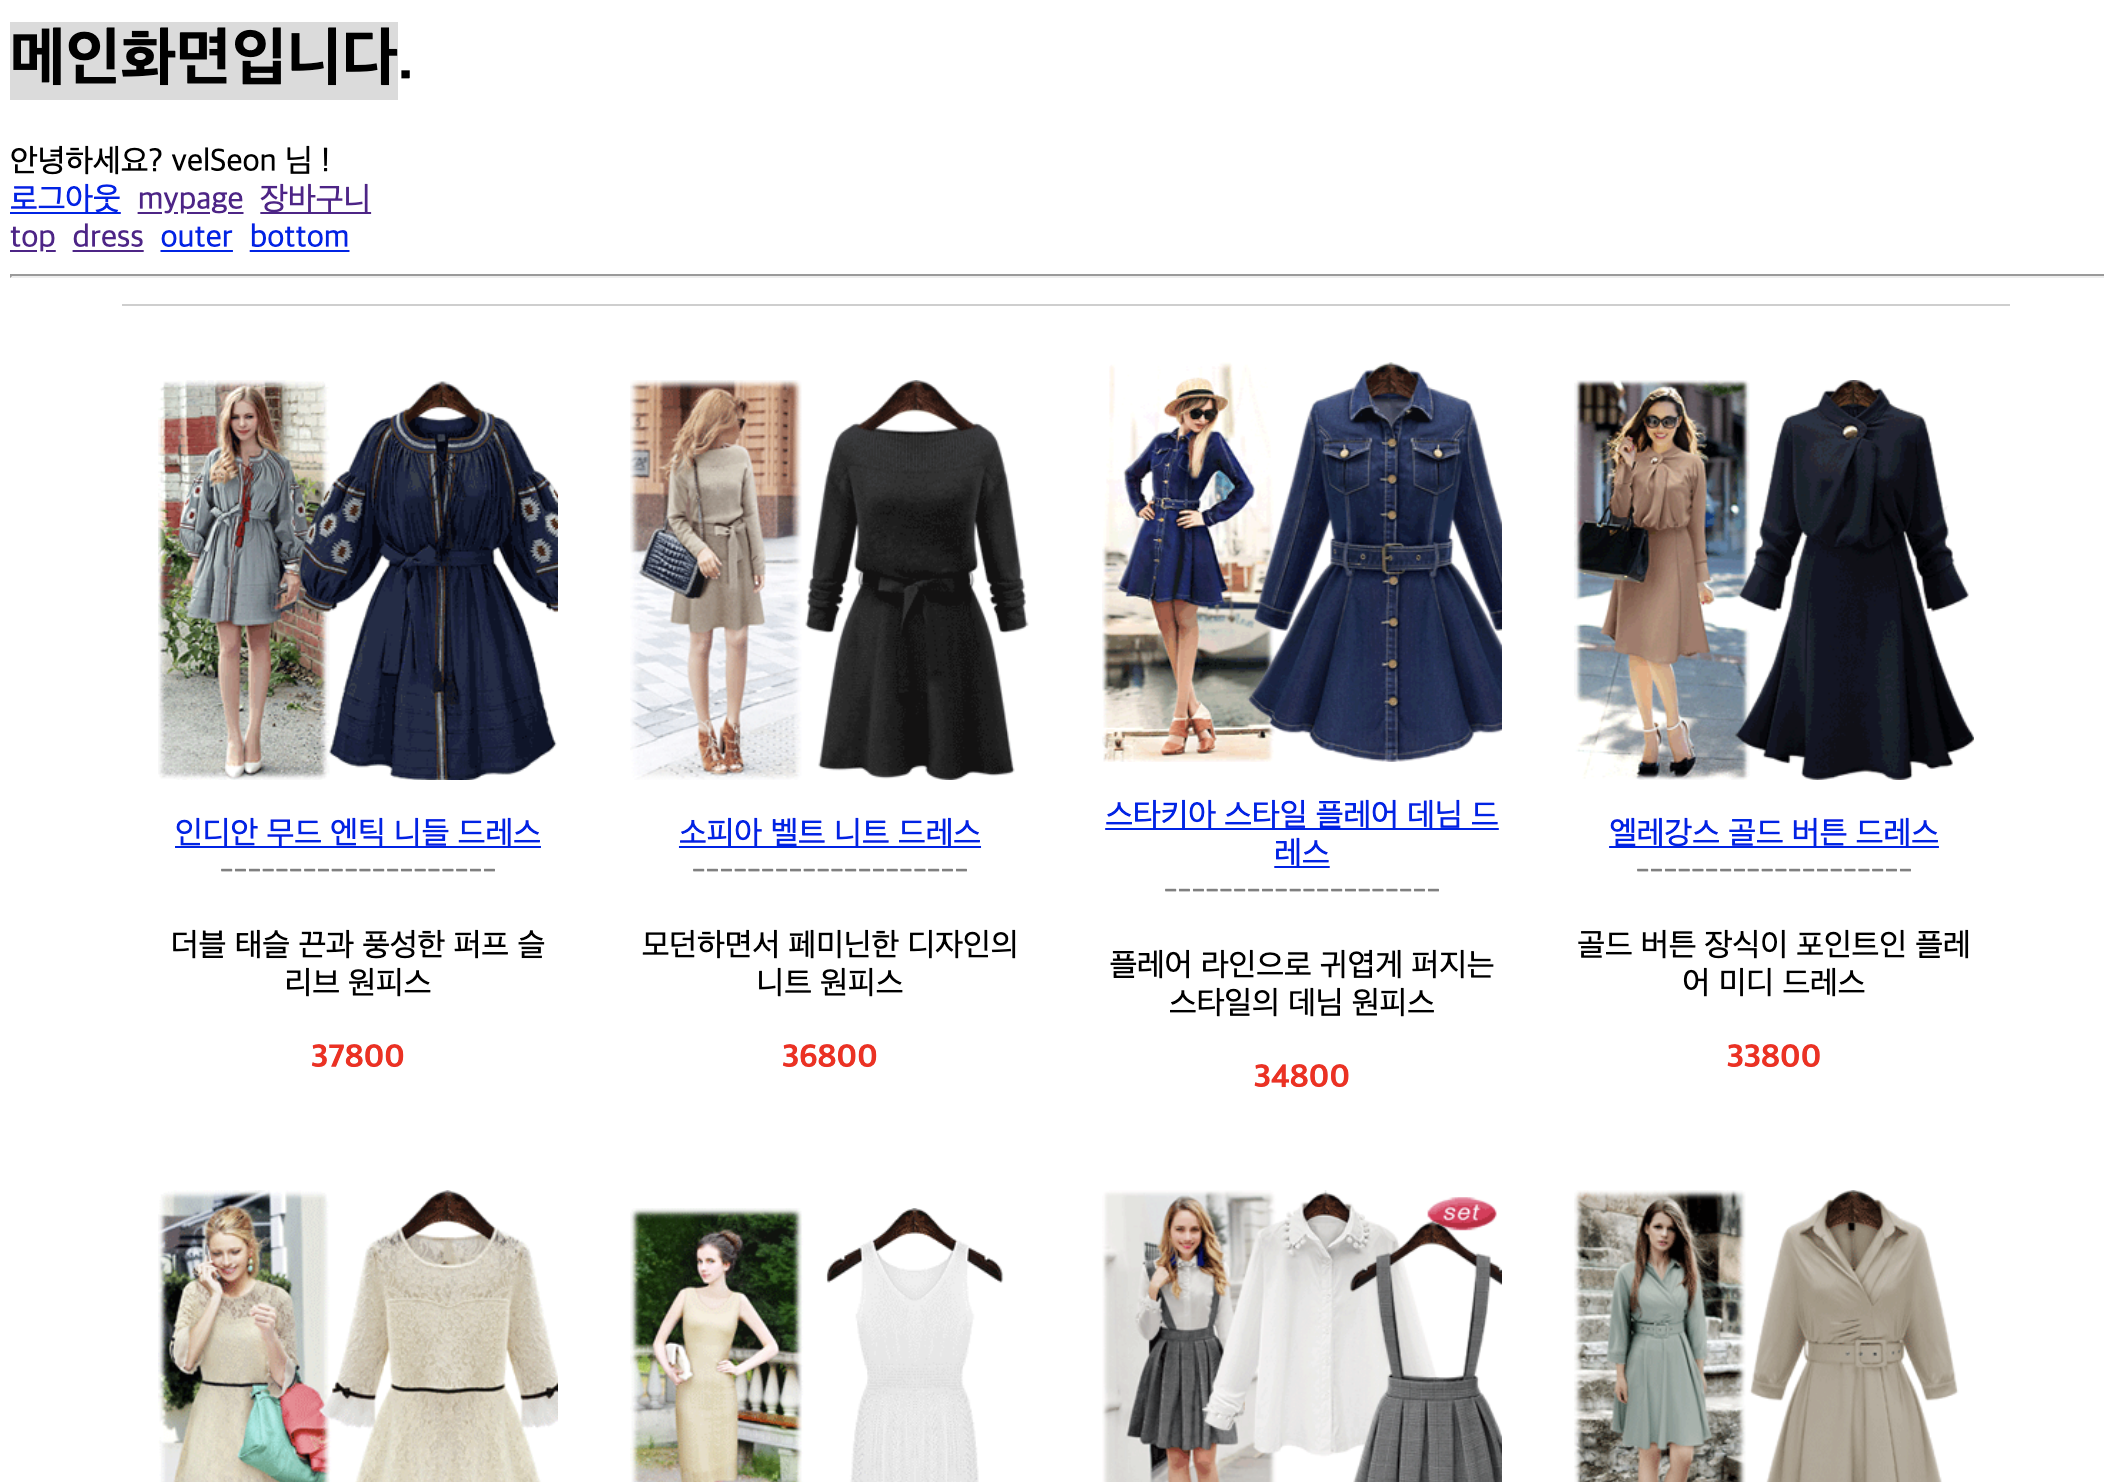 메인화면입니다.
안녕하세요? velSeon 님 !
로그아웃 mypage 장바구니
top dress outer bottom
인디안 무드 엔틱 니들 드레스
--------------------
더블 태슬 끈과 풍성한 퍼프 슬
리브 원피스
37800
소피아 벨트 니트 드레스
--------------------
모던하면서 페미닌한 디자인의
니트 원피스
36800
스타키아 스타일 플레어 데님 드
레스
--------------------
플레어 라인으로 귀엽게 퍼지는
스타일의 데님 원피스
34800
엘레강스 골드 버튼 드레스
--------------------
골드 버튼 장식이 포인트인 플레
어 미디 드레스
33800
set